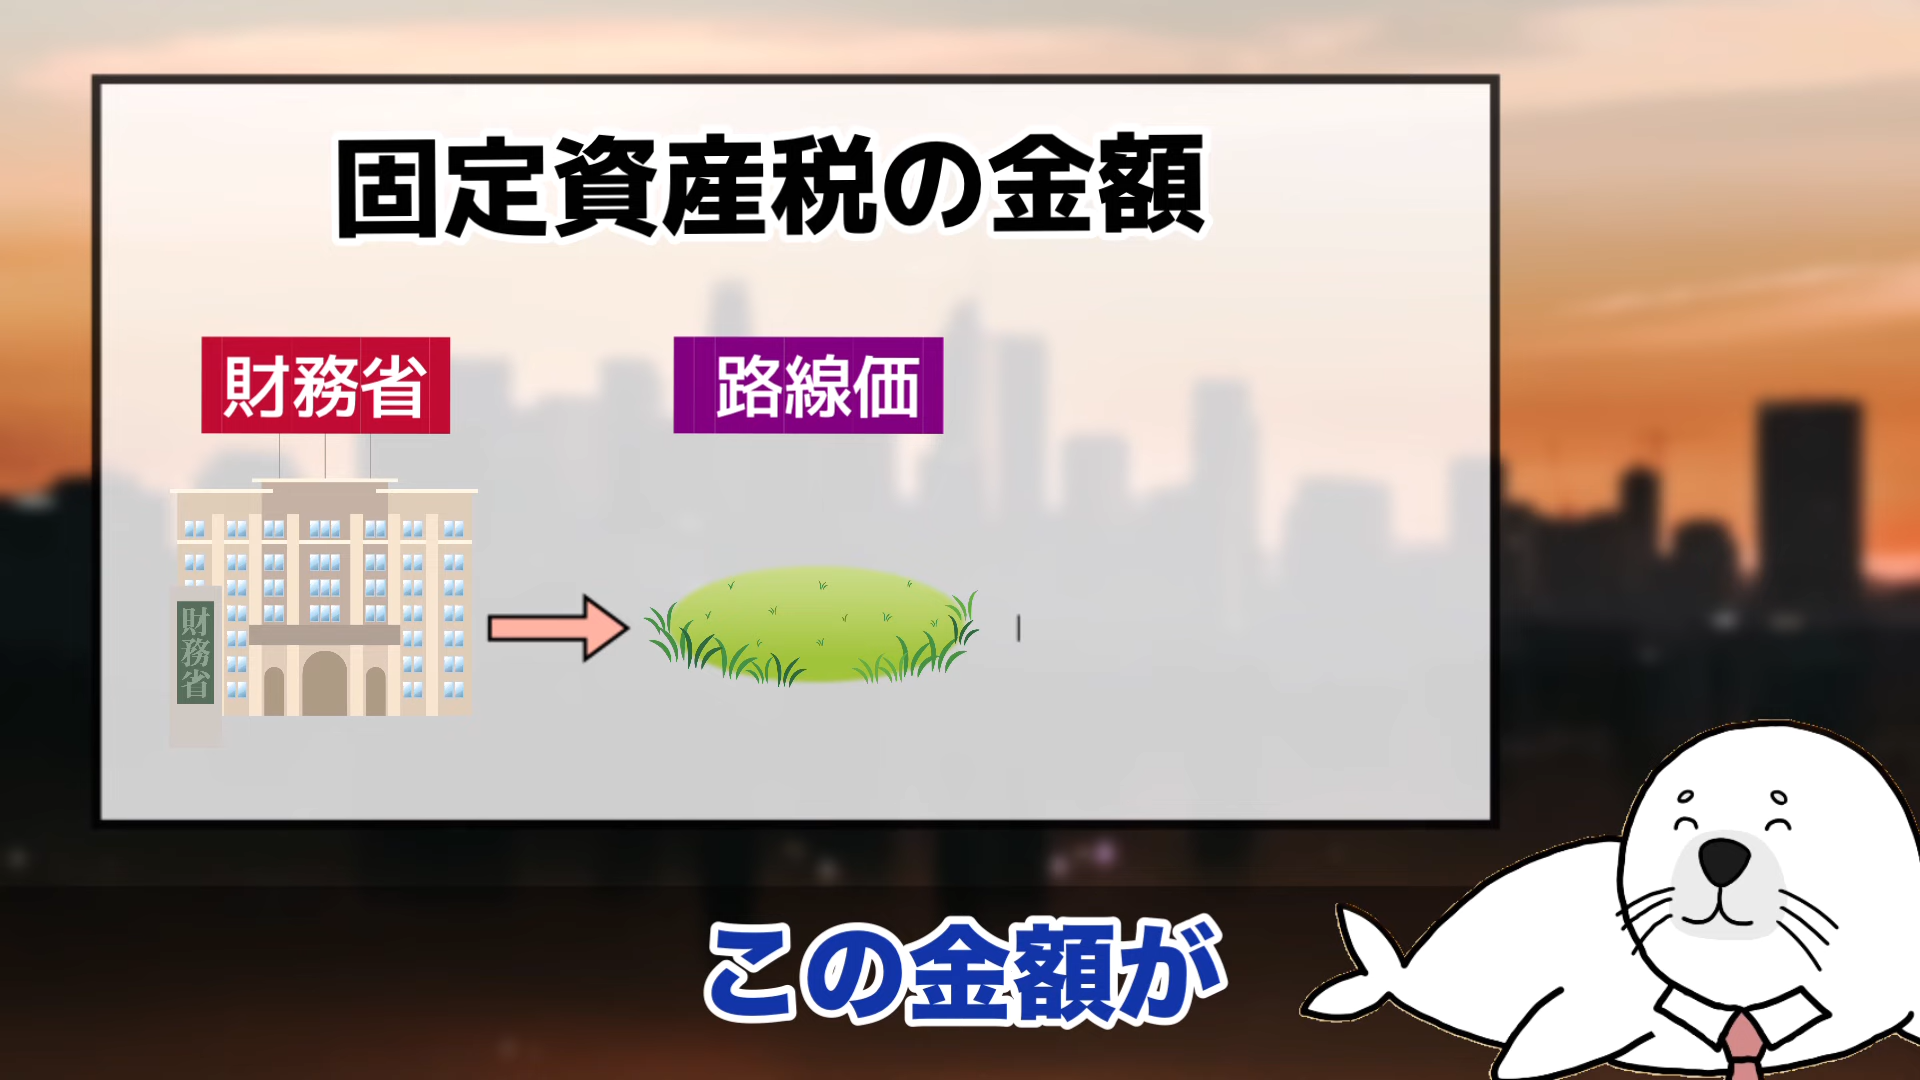 固定資産税の金額
財務省
路線価
財務省
この金額が